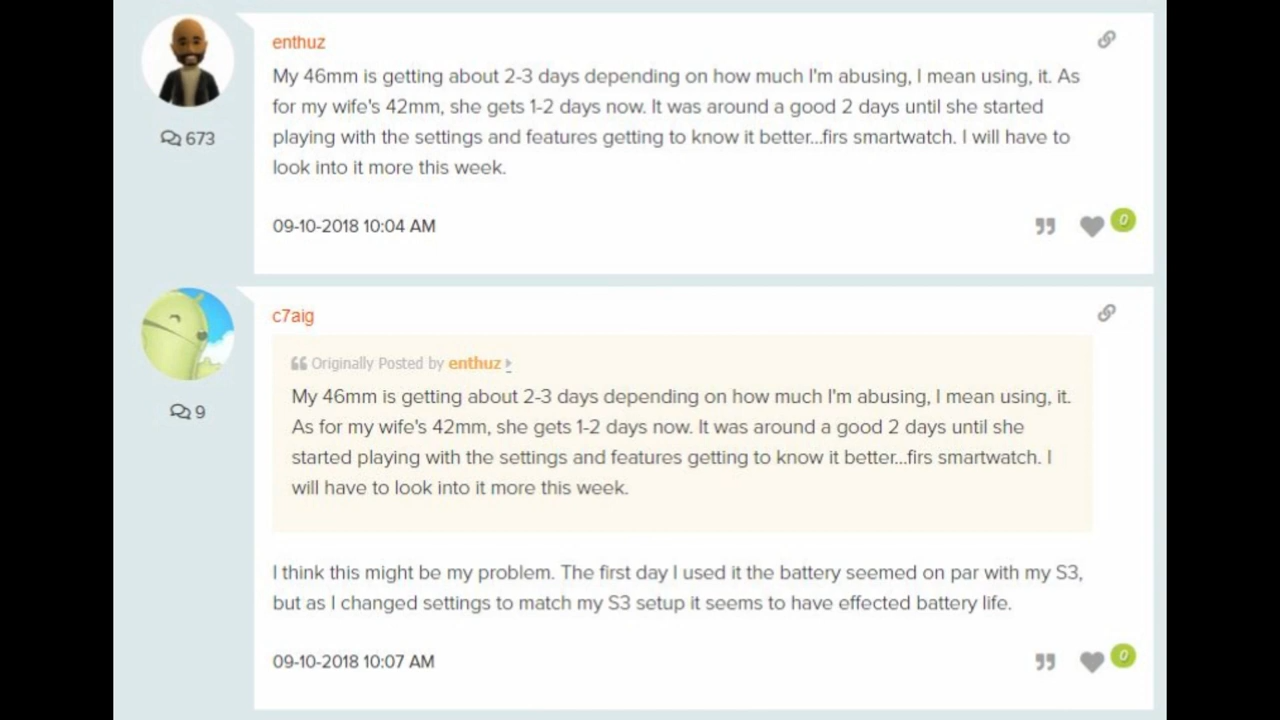 enthuz
My 46mm is getting about 2-3 days depending on how much I'm abusing, I mean using, it. As
for my wife's 42mm, she gets 1-2 days now. It was around a good 2 days until she started
playing with the settings and features getting to know it better...firs smartwatch. I will have to
look into it more this week.
673
09-10-2018 10:04 AM
0
c7aig
Originally Posted by enthuz
My 46mm is getting about 2-3 days depending on how much I'm abusing, I mean using, it.
As for my wife's 42mm, she gets 1-2 days now. It was around a good 2 days until she
started playing with the settings and features getting to know it better...firs smartwatch. I
will have to look into it more this week.
9
I think this might be my problem. The first day I used it the battery seemed on par with my S3,
but as I changed settings to match my S3 setup it seems to have effected battery life.
09-10-2018 10:07 AM
0